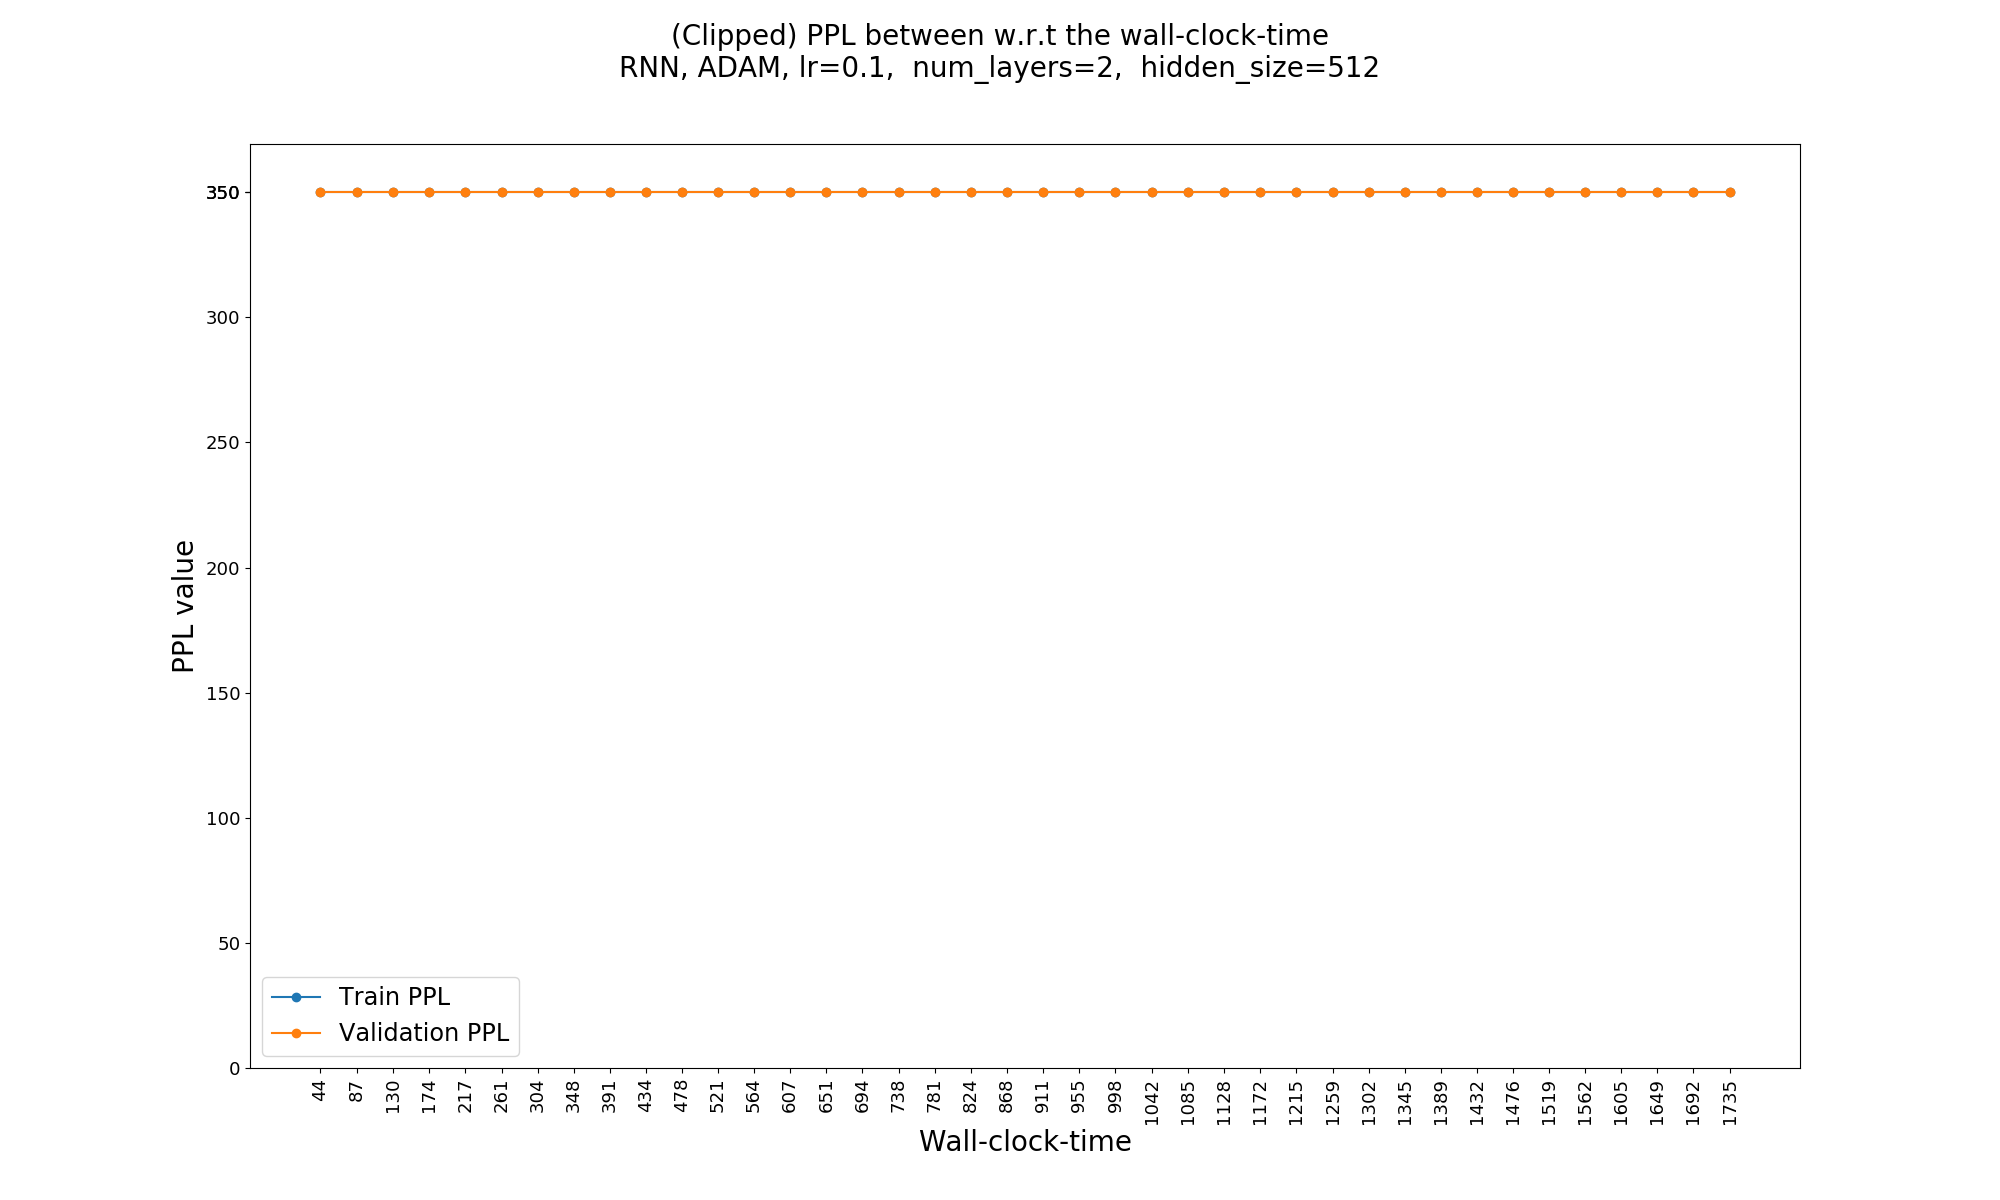 (Clipped) PPL between w.r.t the wall-clock-time
RNN, ADAM, lr=0.1, num_layers=2, hidden_size=512
350
300
250
200
150
100
50
0
PPL value
Train PPL
Validation PPL
44 87 130 174 217 261 304 348 391 434 478 521 564 607 651 694 738 781 824 868 911 955 998 1042 1085 1128 1172 1215 1259 1302 1345 1389 1432 1476 1519 1562 1605 1649 1692 1735
Wall-clock-time